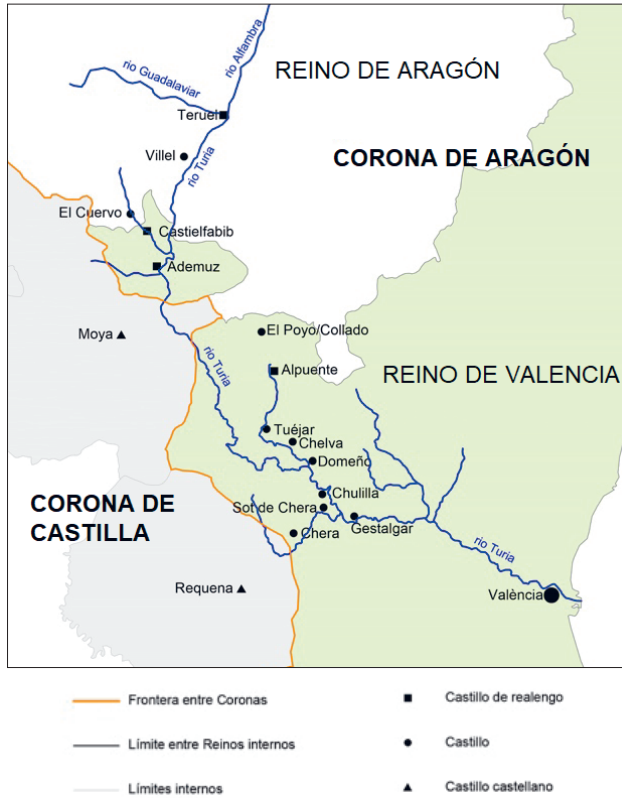 río Alfambra
REINO DE ARAGÓN
río Guadalaviar
Teruel
CORONA DE ARAGÓN
Villel
río Turia
El Cuervo
Castielfabib
Ademuz
El Poyo/Collado
Moya
río Turia
Alpuente
REINO DE VALENCIA
Tuéjar
Chelva
Domeño
CORONA DE
CASTILLA
Chulilla
Sot de Chera
Gestalgar
Chera
río Turia
Requena
València
Frontera entre Coronas
Castillo de realengo
Límite entre Reinos internos
Castillo
Límites internos
Castillo castellano